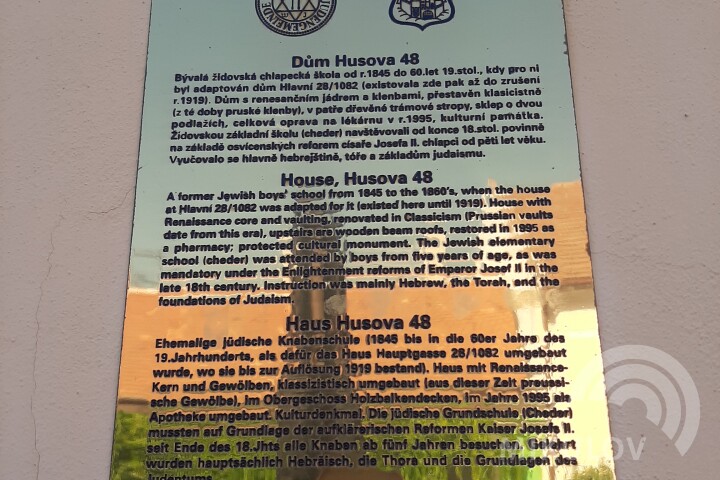 JUDENGEMEINDE
Dům Husova 48
Bývalá židovská chlapecká škola od r.1845 do 60.let 19.stol., kdy pro ni
byl adaptován dům Hlavní 28/1082 (existovala zde pak až do zrušení
r.1919). Dům s renesančním jádrem a klenbami, přestavěn klasicistně
(z té doby pruské klenby), v patře dřevěné trámové stropy, sklep o dvou
podlažích, celková oprava na lékárnu v r.1995, kulturní památka.
Židovskou základní školu (cheder) navštěvovali od konce 18.stol. povinně
na základě osvícenských reforem císaře Josefa II. chlapci od pěti let věku.
Vyučovalo se hlavně hebrejštině, tóře a základům judaismu.
House, Husova 48
A former Jewish boys' school from 1845 to the 1860's, when the house
at Hlavní 28/1082 was adapted for it (existed here until 1919). House with
Renaissance core and vaulting, renovated in Classicism (Prussian vaults
date from this era), upstairs are wooden beam roofs, restored in 1995 as
a pharmacy; protected cultural monument. The Jewish elementary
school (cheder) was attended by boys from five years of age, as was
mandatory under the Enlightenment reforms of Emperor Josef II in the
late 18th century. Instruction was mainly Hebrew, the Torah, and the
foundations of Judaism.
Haus Husova 48
Ehemalige jüdische Knabenschule (1845 bis in die 60er Jahre des
19.Jahrhunderts, als dafür das Haus Hauptgasse 28/1082 umgebaut
wurde, wo sie bis zur Auflösung 1919 bestand). Haus mit Renaissance-
Kern und Gewölben, klassizistisch umgebaut (aus dieser Zeit preussi-
sche Gewölbe), im Obergeschoss Holzbalkendecken, im Jahre 1995 als
Apotheke umgebaut. Kulturdenkmal. Die jüdische Grundschule (Cheder)
mussten auf Grundlage der aufklärerischen Reformen Kaiser Josefs II.
seit Ende des 18.Jhts alle Knaben ab fünf Jahren besuchen. Gelehrt
wurden hauptsächlich Hebräisch, die Thora und die Grundlagen des
Judentums.